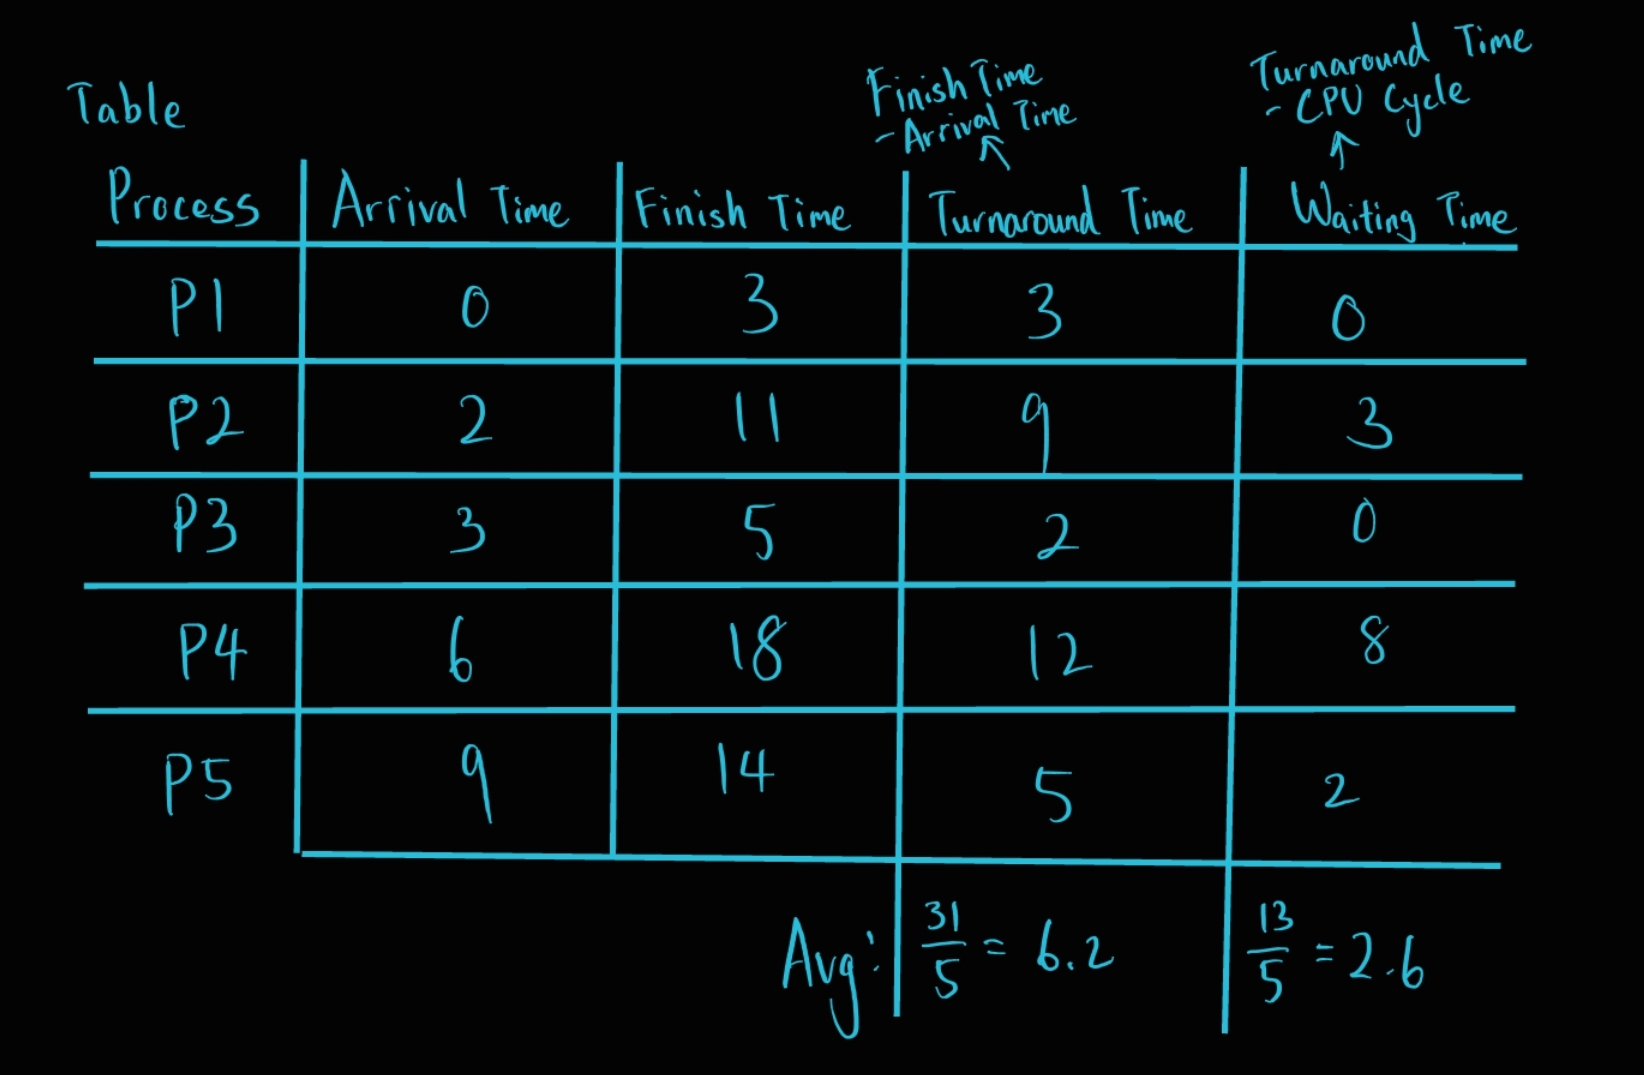 Table
Finish Time
- Arrival Time
Turnaround Time
- CPU Cycle
Process Arrival Time Finish Time Turnaround Time Waiting Time
P1 0 3 3 0
P2 2 11 9 3
P3 3 5 2 0
P4 6 18 12 8
P5 9 14 5 2
Avg: 31/5 = 6.2 13/5 = 2.6